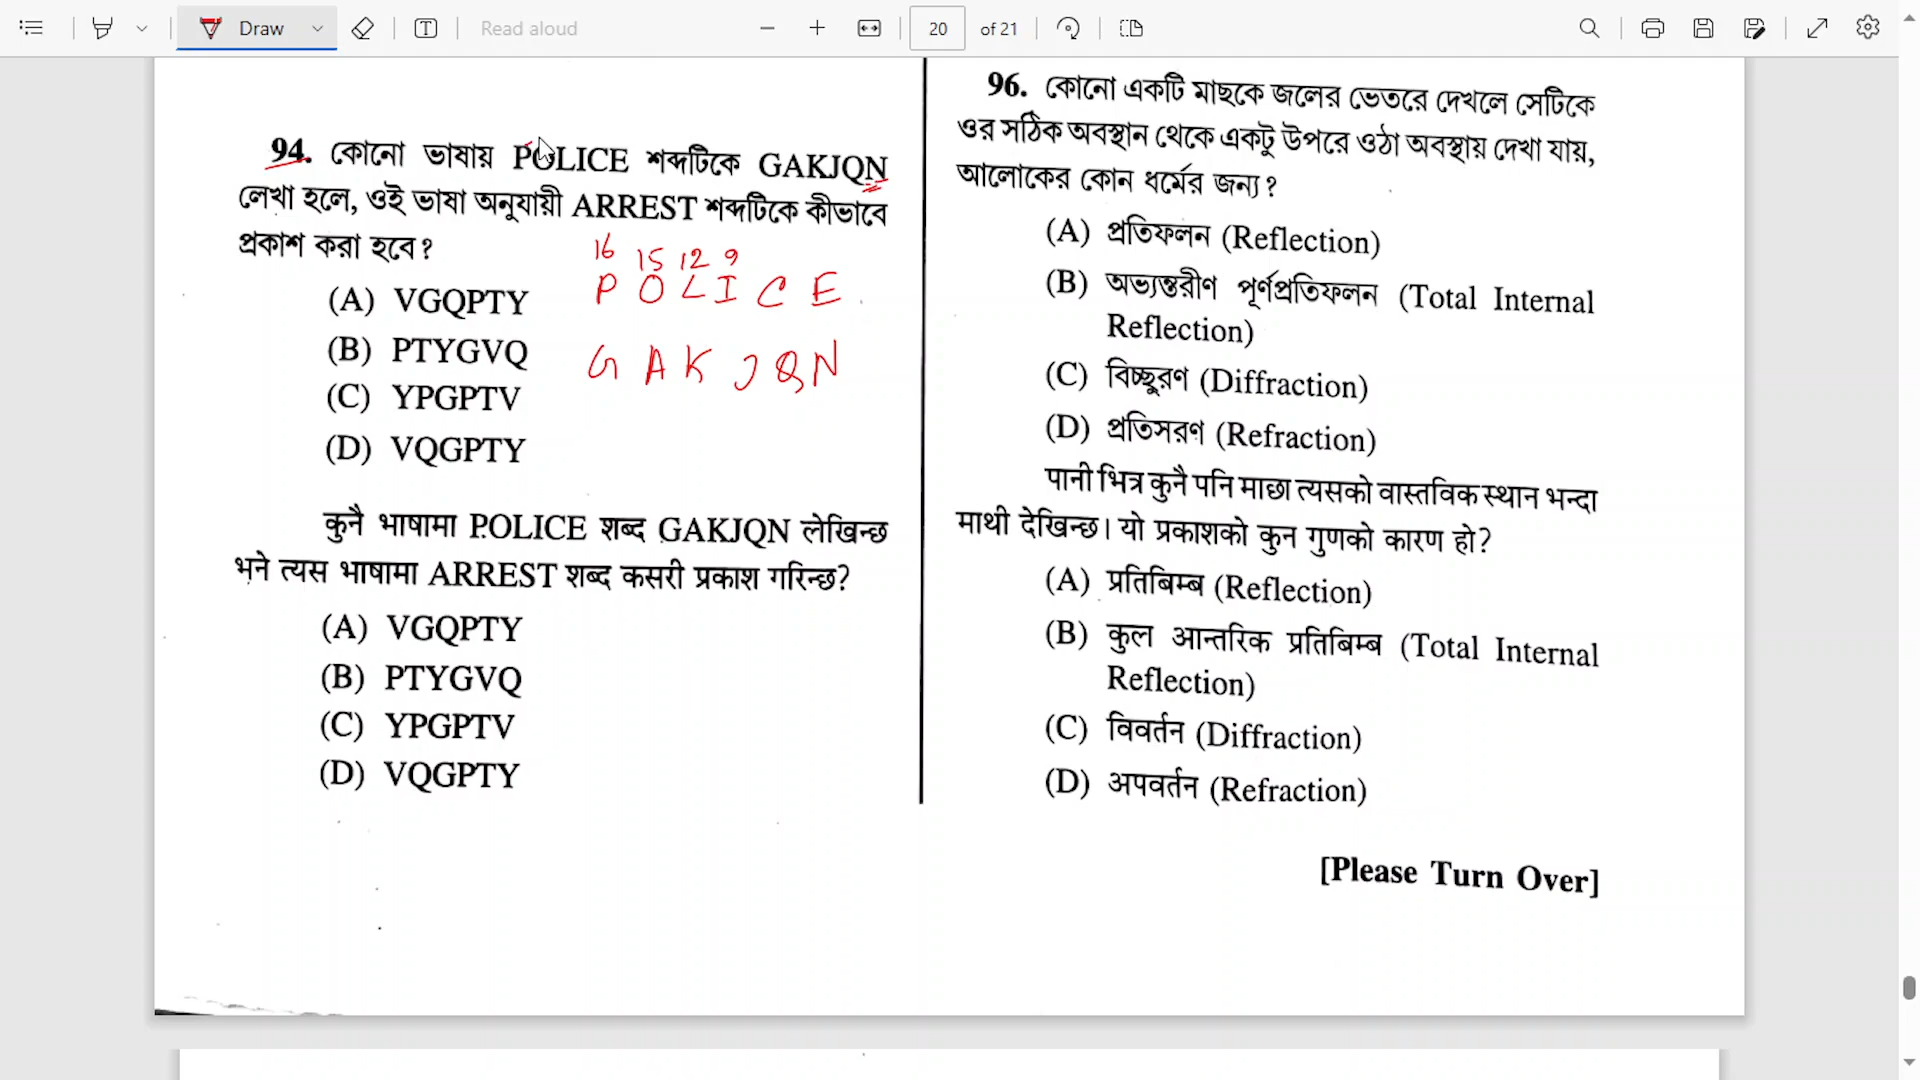 Draw
Read aloud
20 of 21
94. কোনো ভাষায় POLICE শব্দটিকে GAKJQN
লেখা হলে, ওই ভাষা অনুযায়ী ARREST শব্দটিকে কীভাবে
প্রকাশ করা হবে?
16 15 12 9
P O L I C E
G A K J Q N
(A) VGQPTY
(B) PTYGVQ
(C) YPGPTV
(D) VQGPTY
कुनै भाषामा POLICE शब्द GAKJQN लेखिन्छ
भने त्यस भाषामा ARREST शब्द कसरी प्रकाश गरिन्छ?
(A) VGQPTY
(B) PTYGVQ
(C) YPGPTV
(D) VQGPTY
96. কোনো একটি মাছকে জলের ভেতরে দেখলে সেটিকে
ওর সঠিক অবস্থান থেকে একটু উপরে ওঠা অবস্থায় দেখা যায়,
আলোকের কোন ধর্মের জন্য?
(A) প্রতিফলন (Reflection)
(B) অভ্যন্তরীণ পূর্ণপ্রতিফলন (Total Internal
Reflection)
(C) বিচ্ছুরণ (Diffraction)
(D) প্রতিসরণ (Refraction)
पानी भित्र कुनै पनि माछा त्यसको वास्तविक स्थान भन्दा
माथी देखिन्छ। यो प्रकाशको कुन गुणको कारण हो?
(A) प्रतिबिम्ब (Reflection)
(B) कुल आन्तरिक प्रतिबिम्ब (Total Internal
Reflection)
(C) विवर्तन (Diffraction)
(D) अपवर्तन (Refraction)
[Please Turn Over]